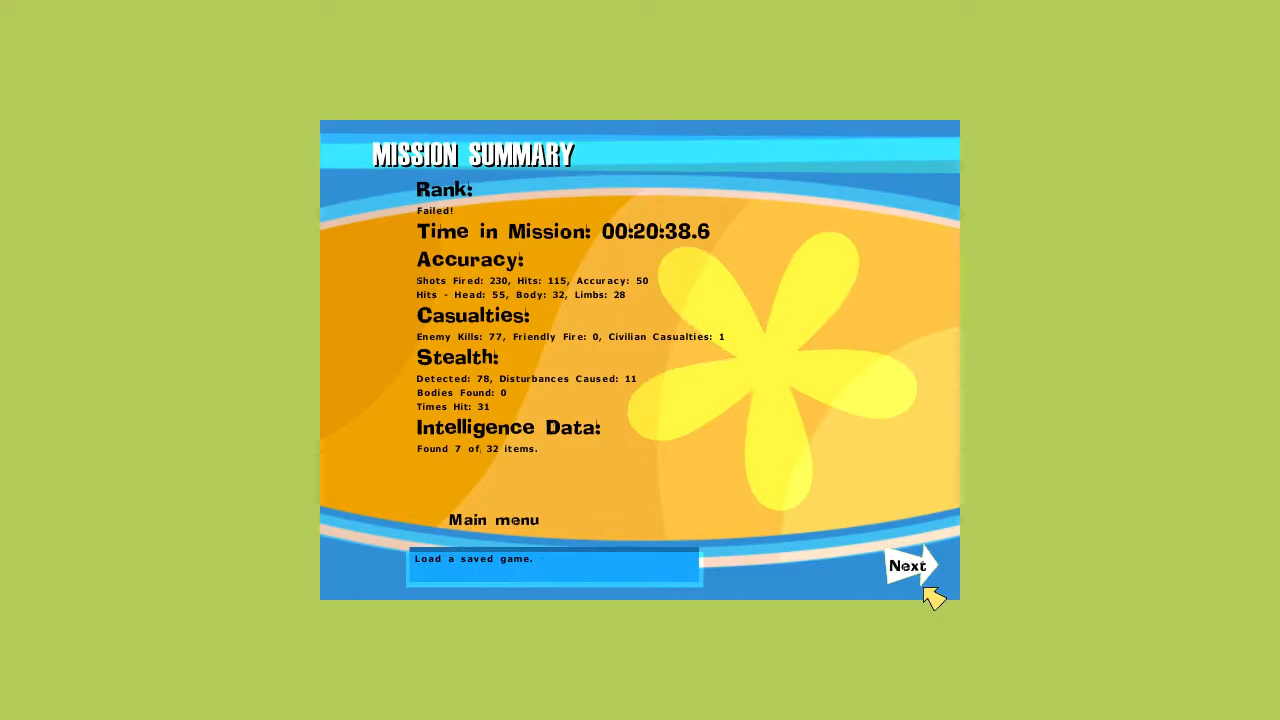 MISSION SUMMARY
Rank:
Failed!
Time in Mission: 00:20:38.6
Accuracy:
Shots Fired: 230, Hits: 115, Accuracy: 50
Hits - Head: 55, Body: 32, Limbs: 28
Casualties:
Enemy Kills: 77, Friendly Fire: 0, Civilian Casualties: 1
Stealth:
Detected: 78, Disturbances Caused: 11
Bodies Found: 0
Times Hit: 31
Intelligence Data:
Found 7 of 32 items.
Main menu
Load a saved game.
Next